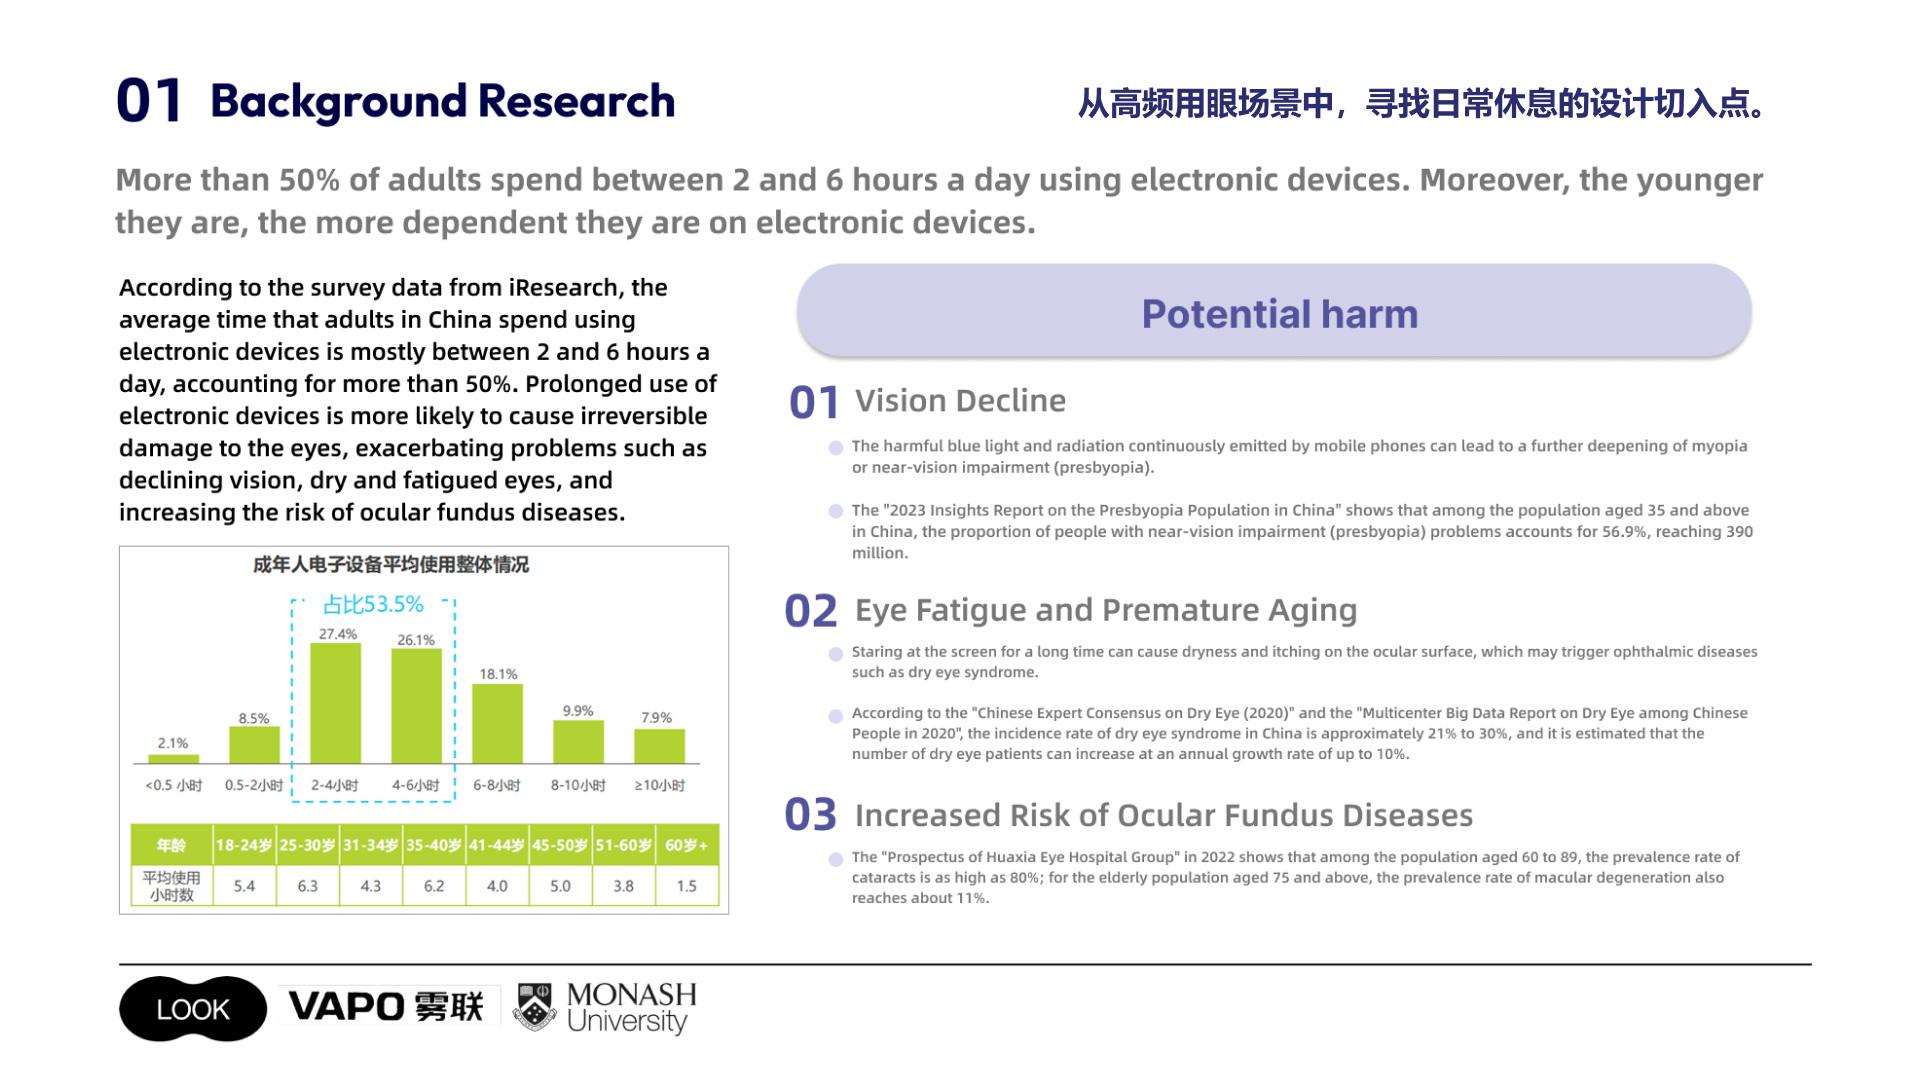 01 Background Research
从高频用眼场景中，寻找日常休息的设计切入点。
More than 50% of adults spend between 2 and 6 hours a day using electronic devices. Moreover, the younger
they are, the more dependent they are on electronic devices.
According to the survey data from iResearch, the
average time that adults in China spend using
electronic devices is mostly between 2 and 6 hours a
day, accounting for more than 50%. Prolonged use of
electronic devices is more likely to cause irreversible
damage to the eyes, exacerbating problems such as
declining vision, dry and fatigued eyes, and
increasing the risk of ocular fundus diseases.
成年人电子设备平均使用整体情况
占比53.5%
2.1% 8.5% 27.4% 26.1% 18.1% 9.9% 7.9%
<0.5 小时 0.5-2小时 2-4小时 4-6小时 6-8小时 8-10小时 ≥10小时
年龄 18-24岁 25-30岁 31-34岁 35-40岁 41-44岁 45-50岁 51-60岁 60岁+
平均使用
小时数 5.4 6.3 4.3 6.2 4.0 5.0 3.8 1.5
Potential harm
01 Vision Decline
The harmful blue light and radiation continuously emitted by mobile phones can lead to a further deepening of myopia
or near-vision impairment (presbyopia).
The "2023 Insights Report on the Presbyopia Population in China" shows that among the population aged 35 and above
in China, the proportion of people with near-vision impairment (presbyopia) problems accounts for 56.9%, reaching 390
million.
02 Eye Fatigue and Premature Aging
Staring at the screen for a long time can cause dryness and itching on the ocular surface, which may trigger ophthalmic diseases
such as dry eye syndrome.
According to the "Chinese Expert Consensus on Dry Eye (2020)" and the "Multicenter Big Data Report on Dry Eye among Chinese
People in 2020", the incidence rate of dry eye syndrome in China is approximately 21% to 30%, and it is estimated that the
number of dry eye patients can increase at an annual growth rate of up to 10%.
03 Increased Risk of Ocular Fundus Diseases
The "Prospectus of Huaxia Eye Hospital Group" in 2022 shows that among the population aged 60 to 89, the prevalence rate of
cataracts is as high as 80%; for the elderly population aged 75 and above, the prevalence rate of macular degeneration also
reaches about 11%.
LOOK
VAPO 雾联
MONASH
University